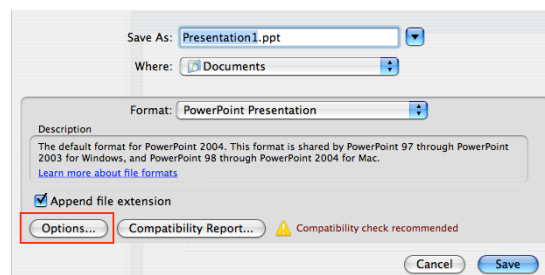 Save As: Presentation1.ppt
Where: Documents
Format: PowerPoint Presentation
Description
The default format for PowerPoint 2004. This format is shared by PowerPoint 97 through PowerPoint
2003 for Windows, and PowerPoint 98 through PowerPoint 2004 for Mac.
Learn more about file formats
Append file extension
Options... Compatibility Report... Compatibility check recommended
Cancel Save